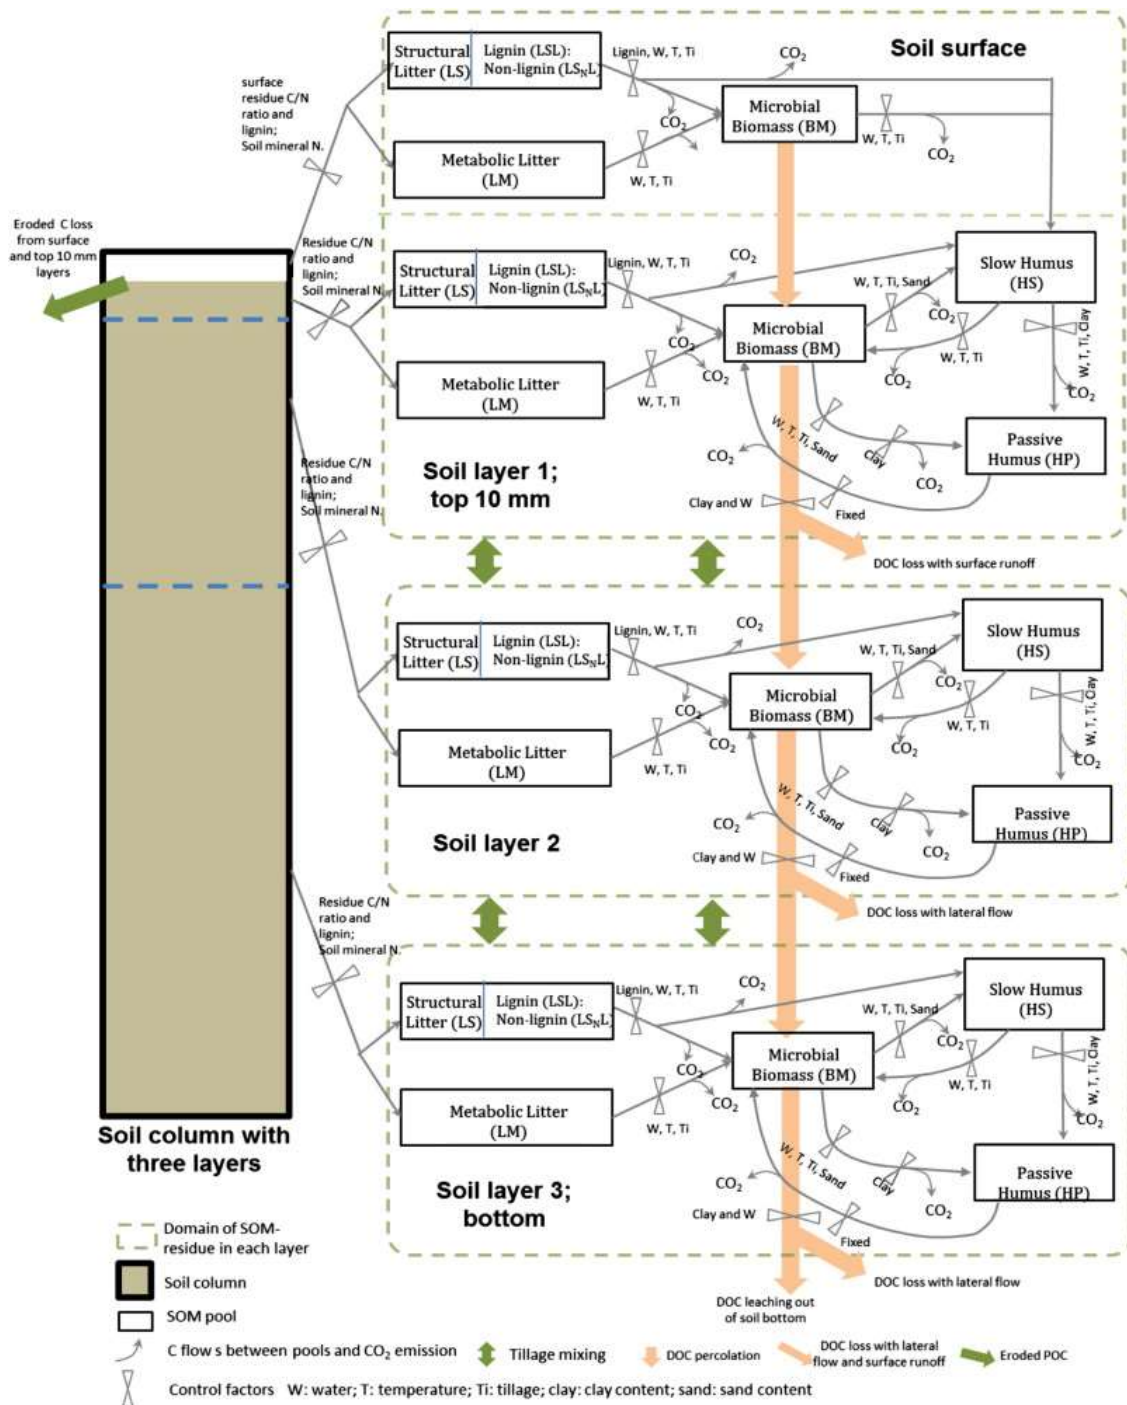 Soil surface
Structural
Litter (LS)
Lignin (LSL):
Non-lignin (LSNL)
Lignin, W, T, Ti
CO2
surface
residue C/N
ratio and
lignin;
Soil mineral N.
Microbial
Biomass (BM)
CO2
W, T, Ti
CO2
Metabolic Litter
(LM)
W, T, Ti
Eroded C loss
from surface
and top 10 mm
layers
Residue C/N
ratio and
lignin;
Soil mineral N.
Structural
Litter (LS)
Lignin (LSL):
Non-lignin (LSNL)
Lignin, W, T, Ti
CO2
Slow Humus
(HS)
W, T, Ti, Sand
CO2
Microbial
Biomass (BM)
CO2
CO2
W, T, Ti
CO2
W, T, Ti, Clay
CO2
Metabolic Litter
(LM)
W, T, Ti
Passive
Humus (HP)
W, T, Ti, Sand
Clay
CO2
CO2
Residue C/N
ratio and
lignin;
Soil mineral N.
Soil layer 1;
top 10 mm
Clay and W
Fixed
DOC loss with surface runoff
Structural
Litter (LS)
Lignin (LSL):
Non-lignin (LSNL)
Lignin, W, T, Ti
CO2
Slow Humus
(HS)
W, T, Ti, Sand
CO2
Microbial
Biomass (BM)
CO2
CO2
W, T, Ti
CO2
W, T, Ti, Clay
CO2
Metabolic Litter
(LM)
W, T, Ti
Passive
Humus (HP)
W, T, Ti, Sand
Clay
CO2
CO2
Soil layer 2
Clay and W
Fixed
DOC loss with lateral flow
Residue C/N
ratio and
lignin;
Soil mineral N.
Structural
Litter (LS)
Lignin (LSL):
Non-lignin (LSNL)
Lignin, W, T, Ti
CO2
Slow Humus
(HS)
W, T, Ti, Sand
CO2
Microbial
Biomass (BM)
CO2
CO2
W, T, Ti
CO2
W, T, Ti, Clay
CO2
Metabolic Litter
(LM)
W, T, Ti
Passive
Humus (HP)
W, T, Ti, Sand
Clay
CO2
CO2
Soil layer 3;
bottom
Clay and W
Fixed
DOC loss with lateral flow
DOC leaching out
of soil bottom
Soil column with
three layers
Domain of SOM-
residue in each layer
Soil column
SOM pool
C flow s between pools and CO2 emission
Tillage mixing
DOC percolation
DOC loss with lateral
flow and surface runoff
Eroded POC
Control factors W: water; T: temperature; Ti: tillage; clay: clay content; sand: sand content